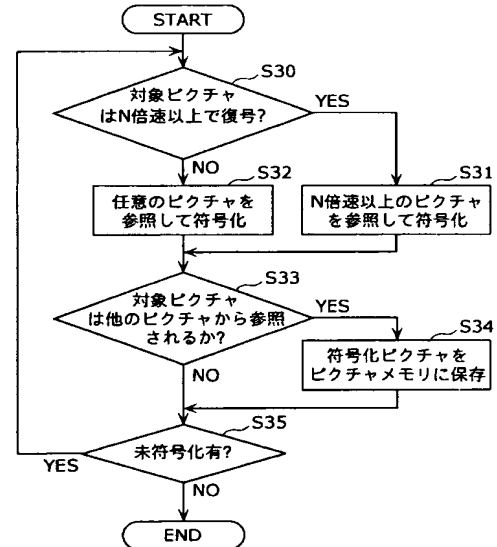 START
S30
対象ピクチャ
はN倍速以上で復号?
YES
NO
S32
任意のピクチャを
参照して符号化
S31
N倍速以上のピクチャ
を参照して符号化
S33
対象ピクチャ
は他のピクチャから参照
されるか?
YES
NO
S34
符号化ピクチャを
ピクチャメモリに保存
S35
未符号化有?
YES
NO
END